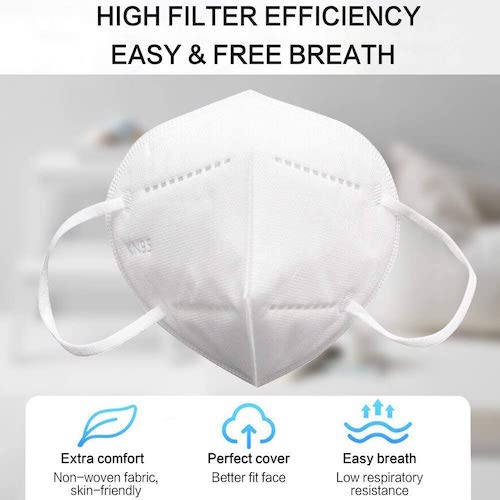 HIGH FILTER EFFICIENCY
EASY & FREE BREATH
KN95
Extra comfort
Non-woven fabric,
skin-friendly
Perfect cover
Better fit face
Easy breath
Low respiratory
resistance